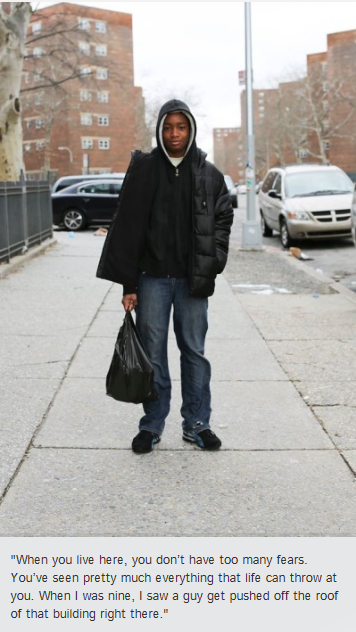 "When you live here, you don't have too many fears.
You've seen pretty much everything that life can throw at
you. When I was nine, I saw a guy get pushed off the roof
of that building right there."